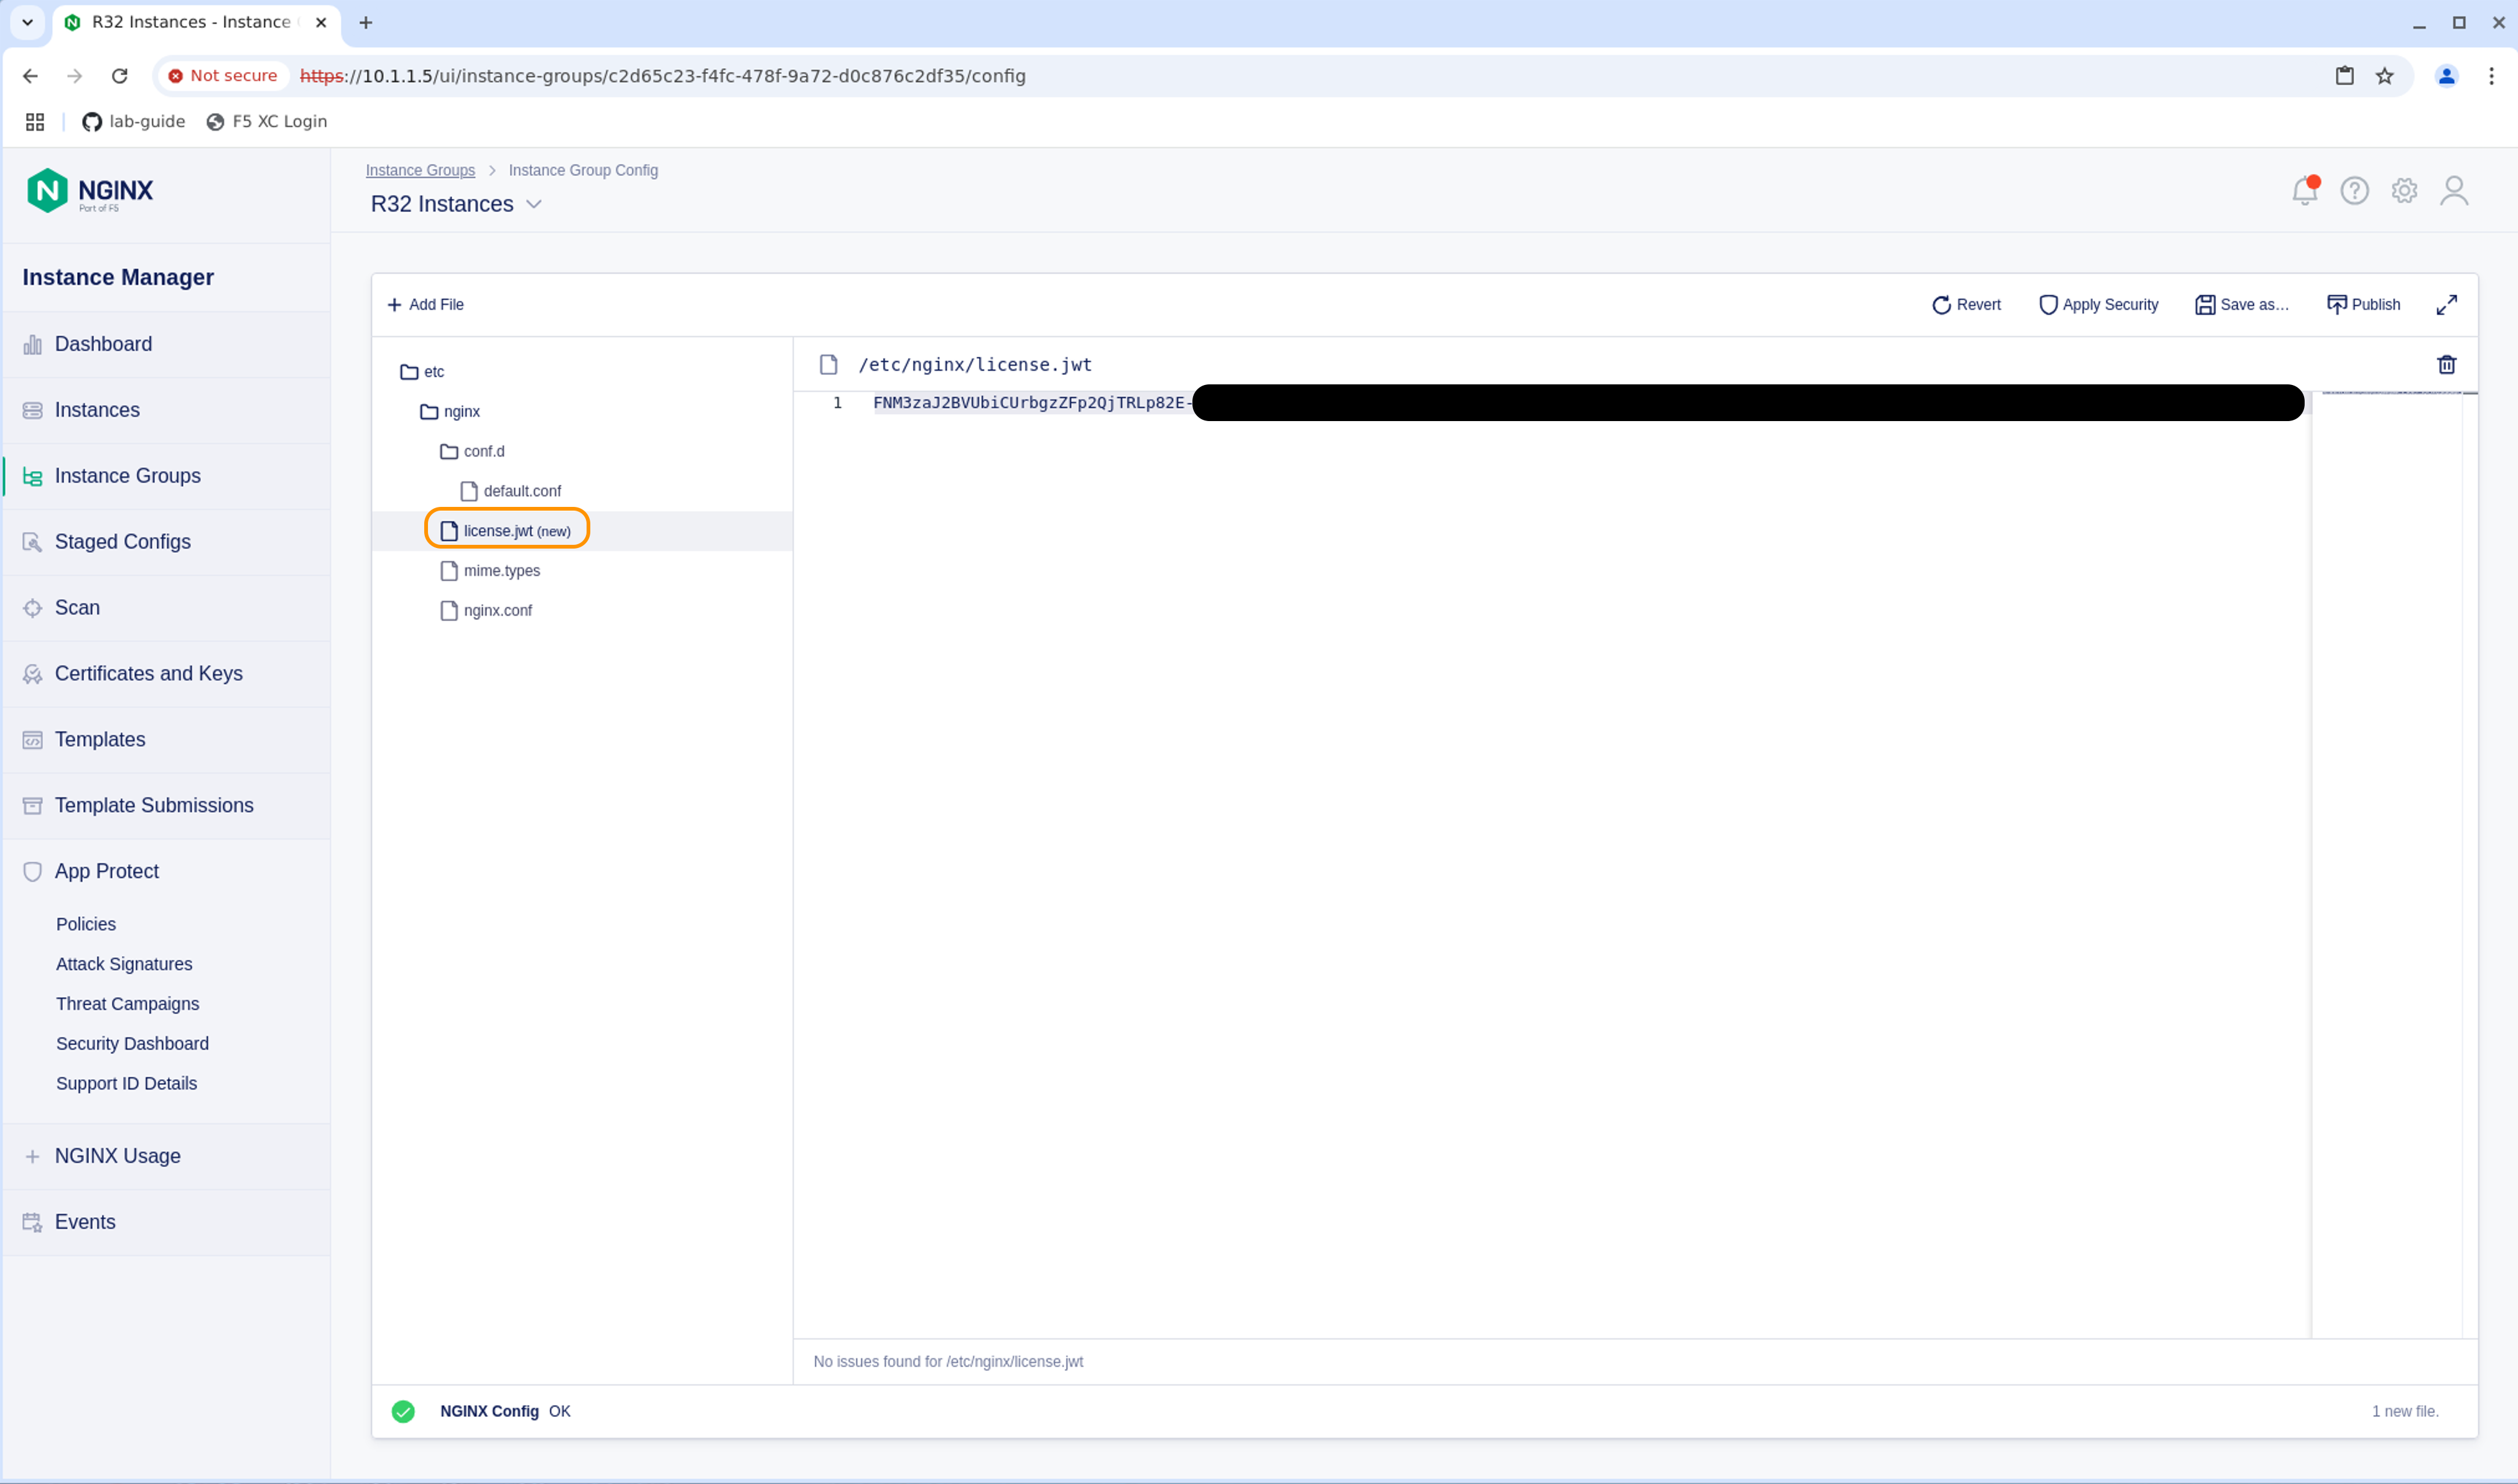 R32 Instances - Instance
Not secure https://10.1.1.5/ui/instance-groups/c2d65c23-f4fc-478f-9a72-d0c876c2df35/config
lab-guide F5 XC Login
NGINX
Part of F5
Instance Manager
Dashboard
Instances
Instance Groups
Staged Configs
Scan
Certificates and Keys
Templates
Template Submissions
App Protect
Policies
Attack Signatures
Threat Campaigns
Security Dashboard
Support ID Details
NGINX Usage
Events
Instance Groups > Instance Group Config
R32 Instances
Add File Revert Apply Security Save as... Publish
etc
nginx
conf.d
default.conf
license.jwt (new)
mime.types
nginx.conf
/etc/nginx/license.jwt
1 FNM3zaJ2BVUbiCUrbgzZFp2QjTRLp82E-
No issues found for /etc/nginx/license.jwt
NGINX Config OK 1 new file.